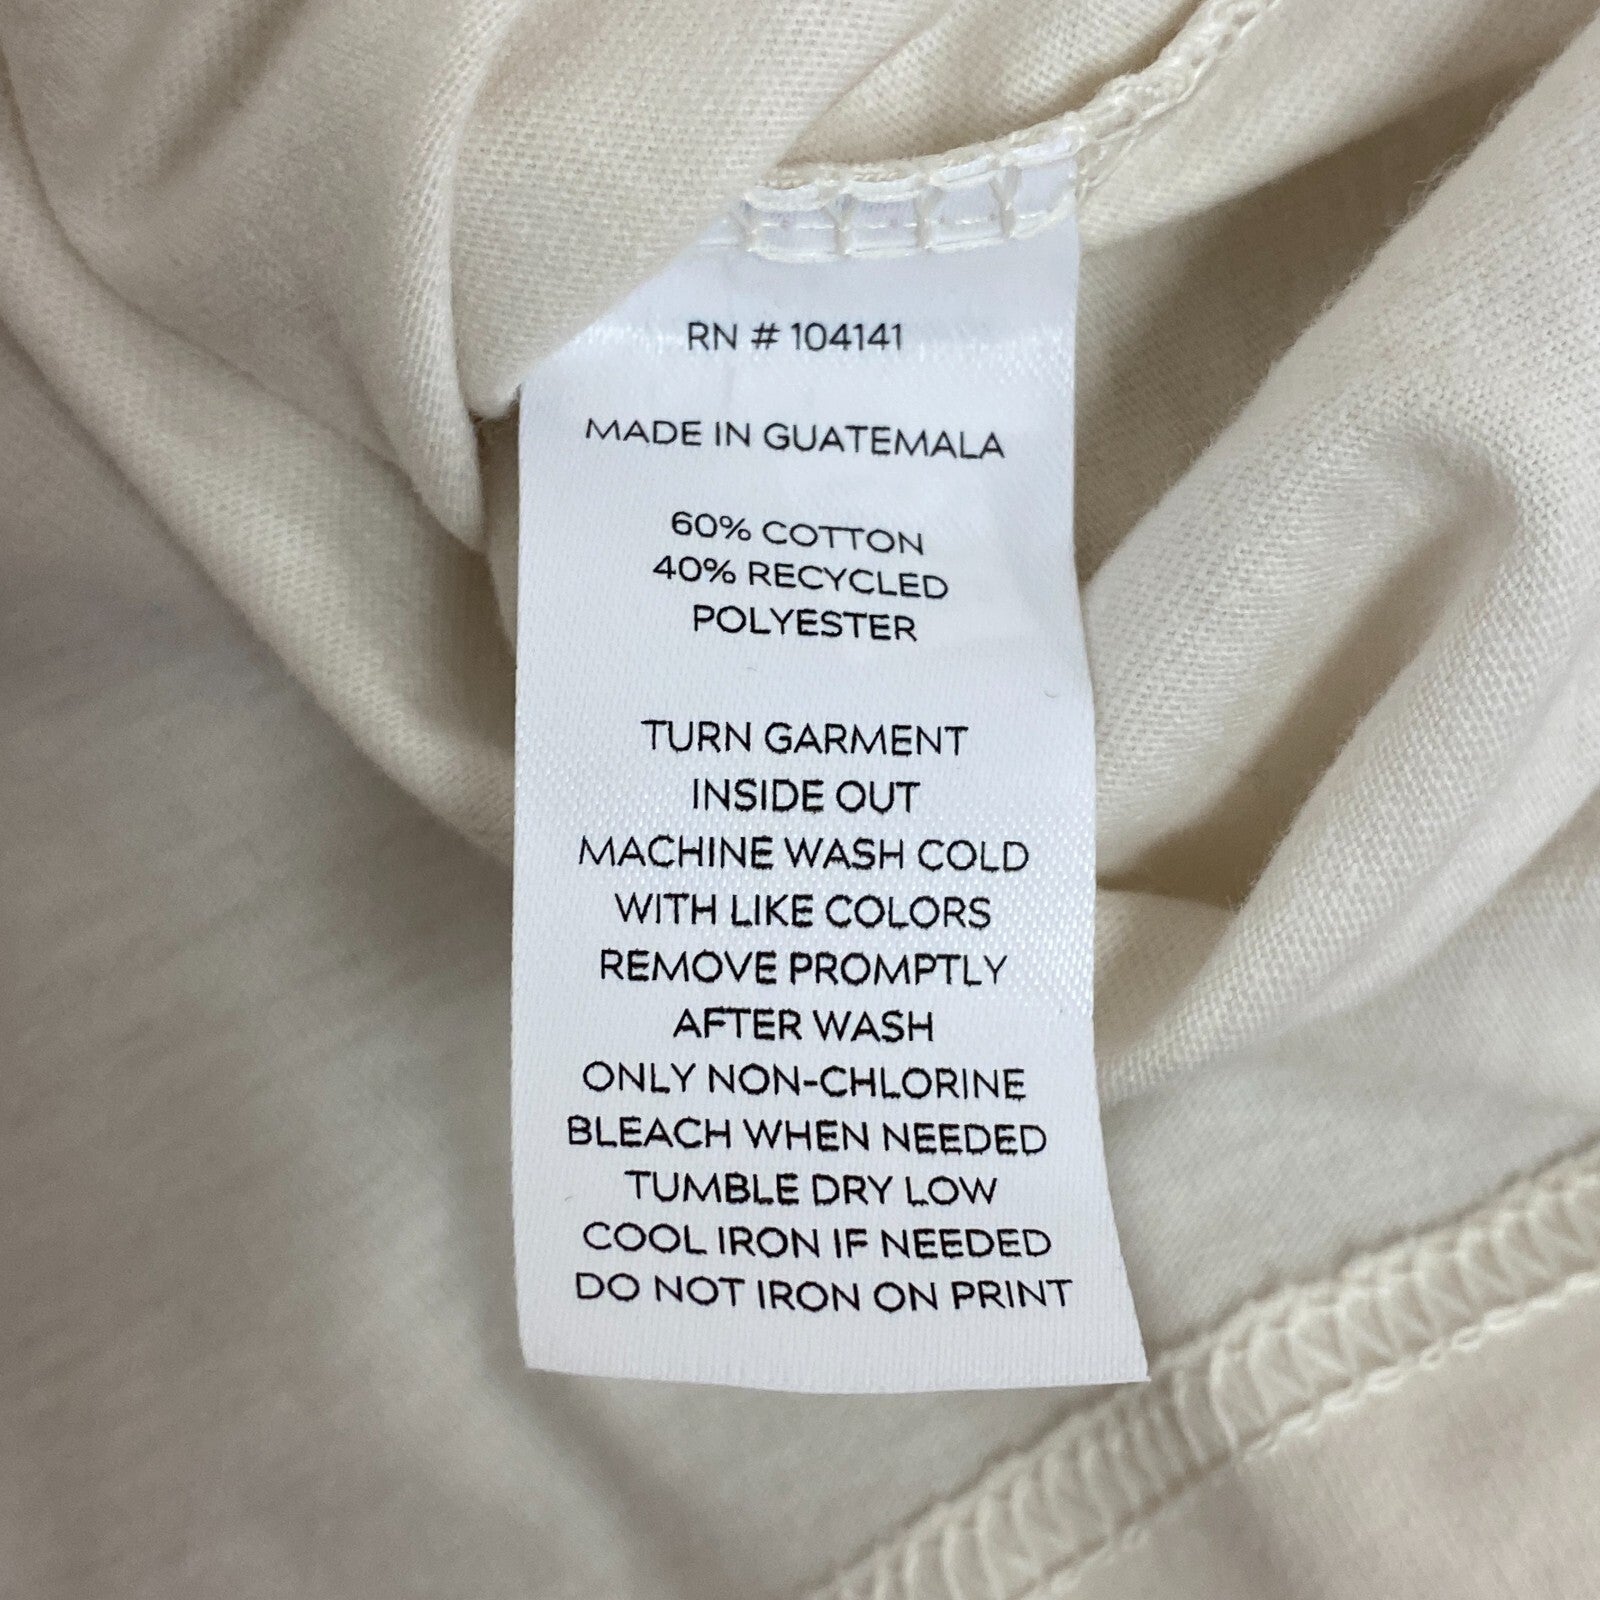 RN # 104141
MADE IN GUATEMALA
60% COTTON
40% RECYCLED
POLYESTER
TURN GARMENT
INSIDE OUT
MACHINE WASH COLD
WITH LIKE COLORS
REMOVE PROMPTLY
AFTER WASH
ONLY NON-CHLORINE
BLEACH WHEN NEEDED
TUMBLE DRY LOW
COOL IRON IF NEEDED
DO NOT IRON ON PRINT